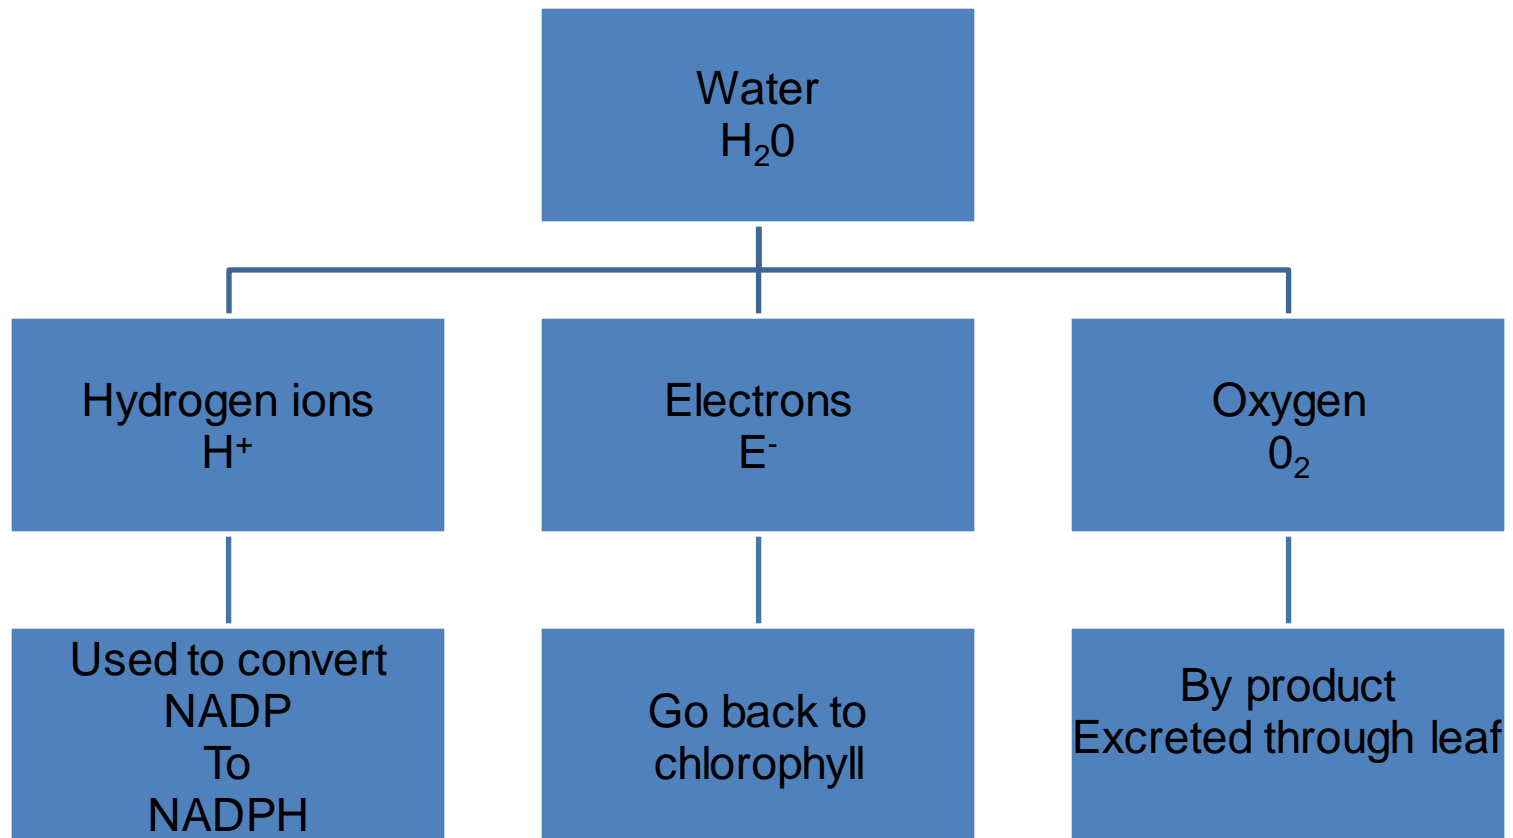 Water
H₂0
Hydrogen ions
H⁺
Electrons
E⁻
Oxygen
0₂
Used to convert
NADP
To
NADPH
Go back to
chlorophyll
By product
Excreted through leaf